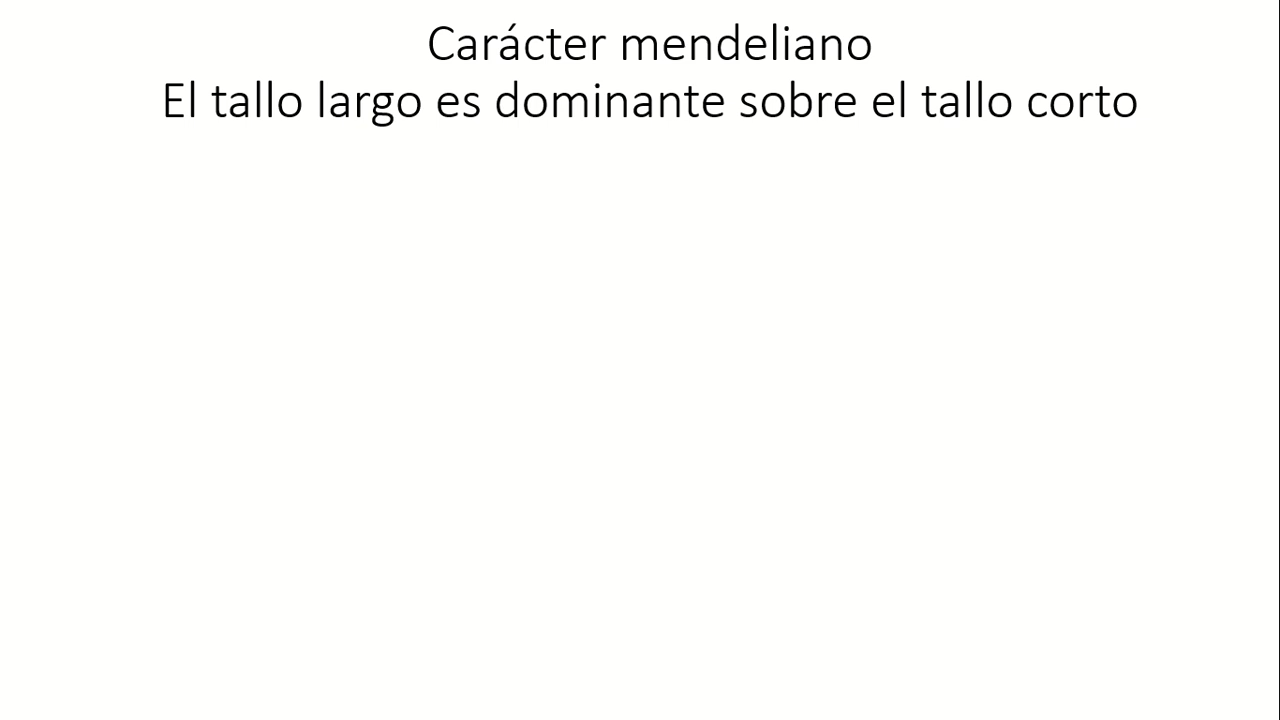 Carácter mendeliano
El tallo largo es dominante sobre el tallo corto